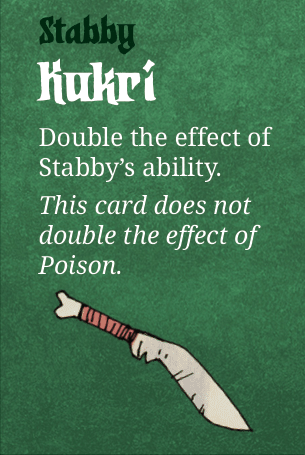 Stabby
Kukri
Double the effect of
Stabby’s ability.
This card does not
double the effect of
Poison.